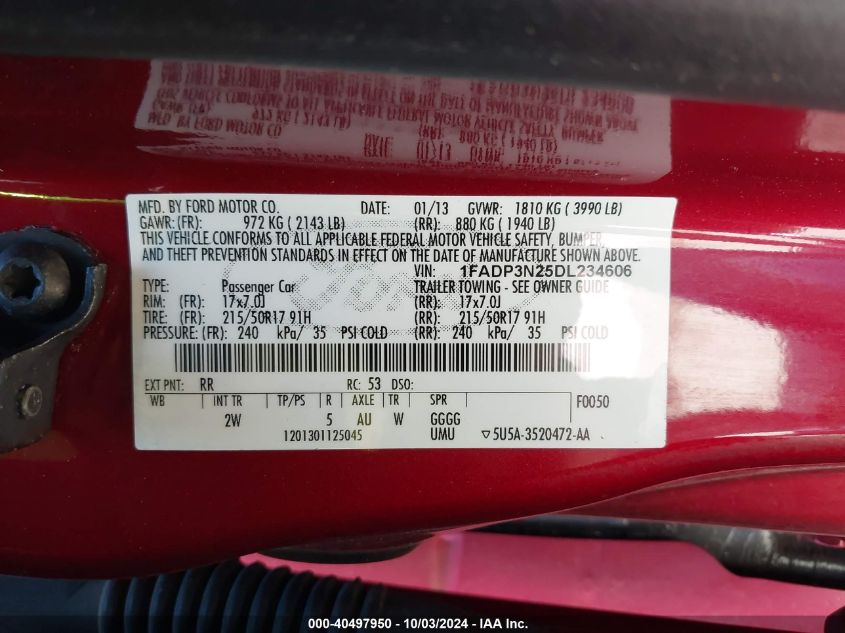 MFD. BY FORD MOTOR CO. DATE: 01/13 GVWR: 1810 KG ( 3990 LB)
GAWR: (FR): 972 KG ( 2143 LB) (RR): 880 KG ( 1940 LB)
THIS VEHICLE CONFORMS TO ALL APPLICABLE FEDERAL MOTOR VEHICLE SAFETY, BUMPER,
AND THEFT PREVENTION STANDARDS IN EFFECT ON THE DATE OF MANUFACTURE SHOWN ABOVE.
VIN: 1FADP3N25DL234606
TYPE: Passenger Car TRAILER TOWING - SEE OWNER GUIDE
RIM: (FR) 17x7.0J (RR): 17x7.0J
TIRE: (FR): 215/50R17 91H (RR): 215/50R17 91H
PRESSURE: (FR): 240 kPa/ 35 PSI COLD (RR): 240 kPa/ 35 PSI COLD
EXT PNT: RR RC: 53 DSO:
WB INT TR TP/PS R AXLE TR SPR F0050
2W 5 AU W GGGG
1201301125045 UMU ▽5U5A-3520472-AA
000-40497950 - 10/03/2024 - IAA Inc.